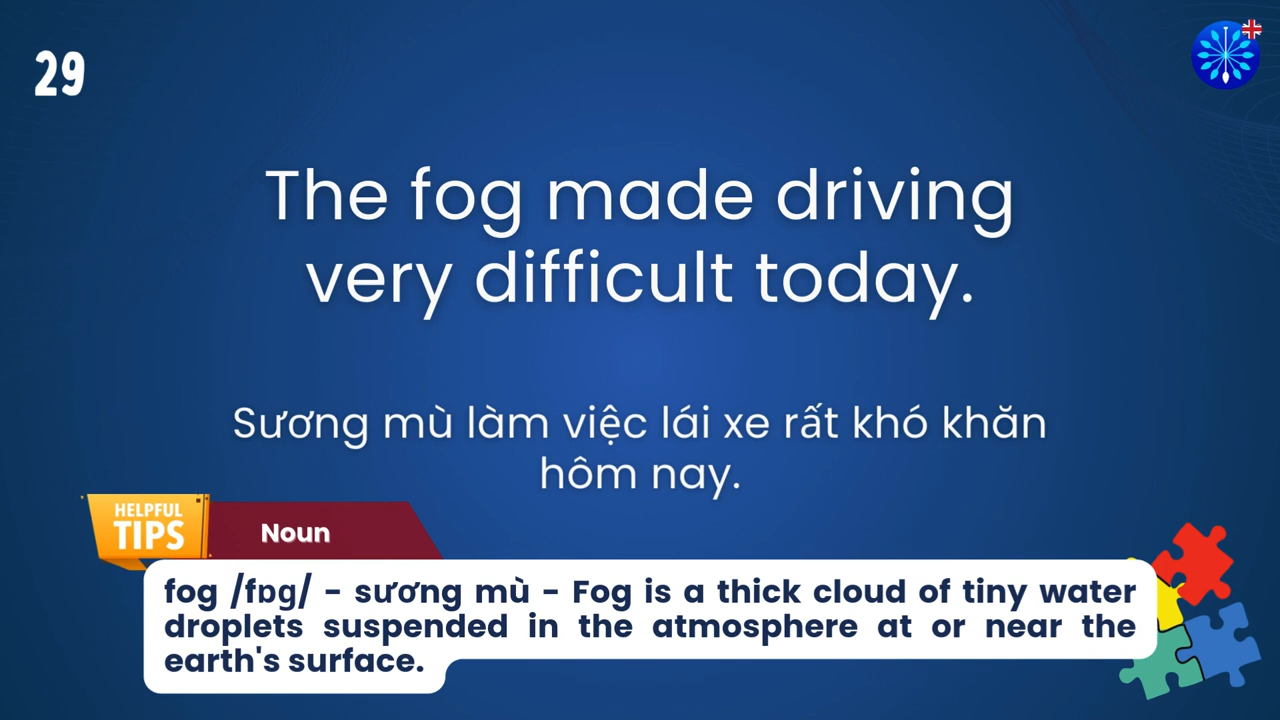 29
The fog made driving
very difficult today.
Sương mù làm việc lái xe rất khó khăn
hôm nay.
HELPFUL
TIPS
Noun
fog /fɒg/ - sương mù - Fog is a thick cloud of tiny water
droplets suspended in the atmosphere at or near the
earth's surface.